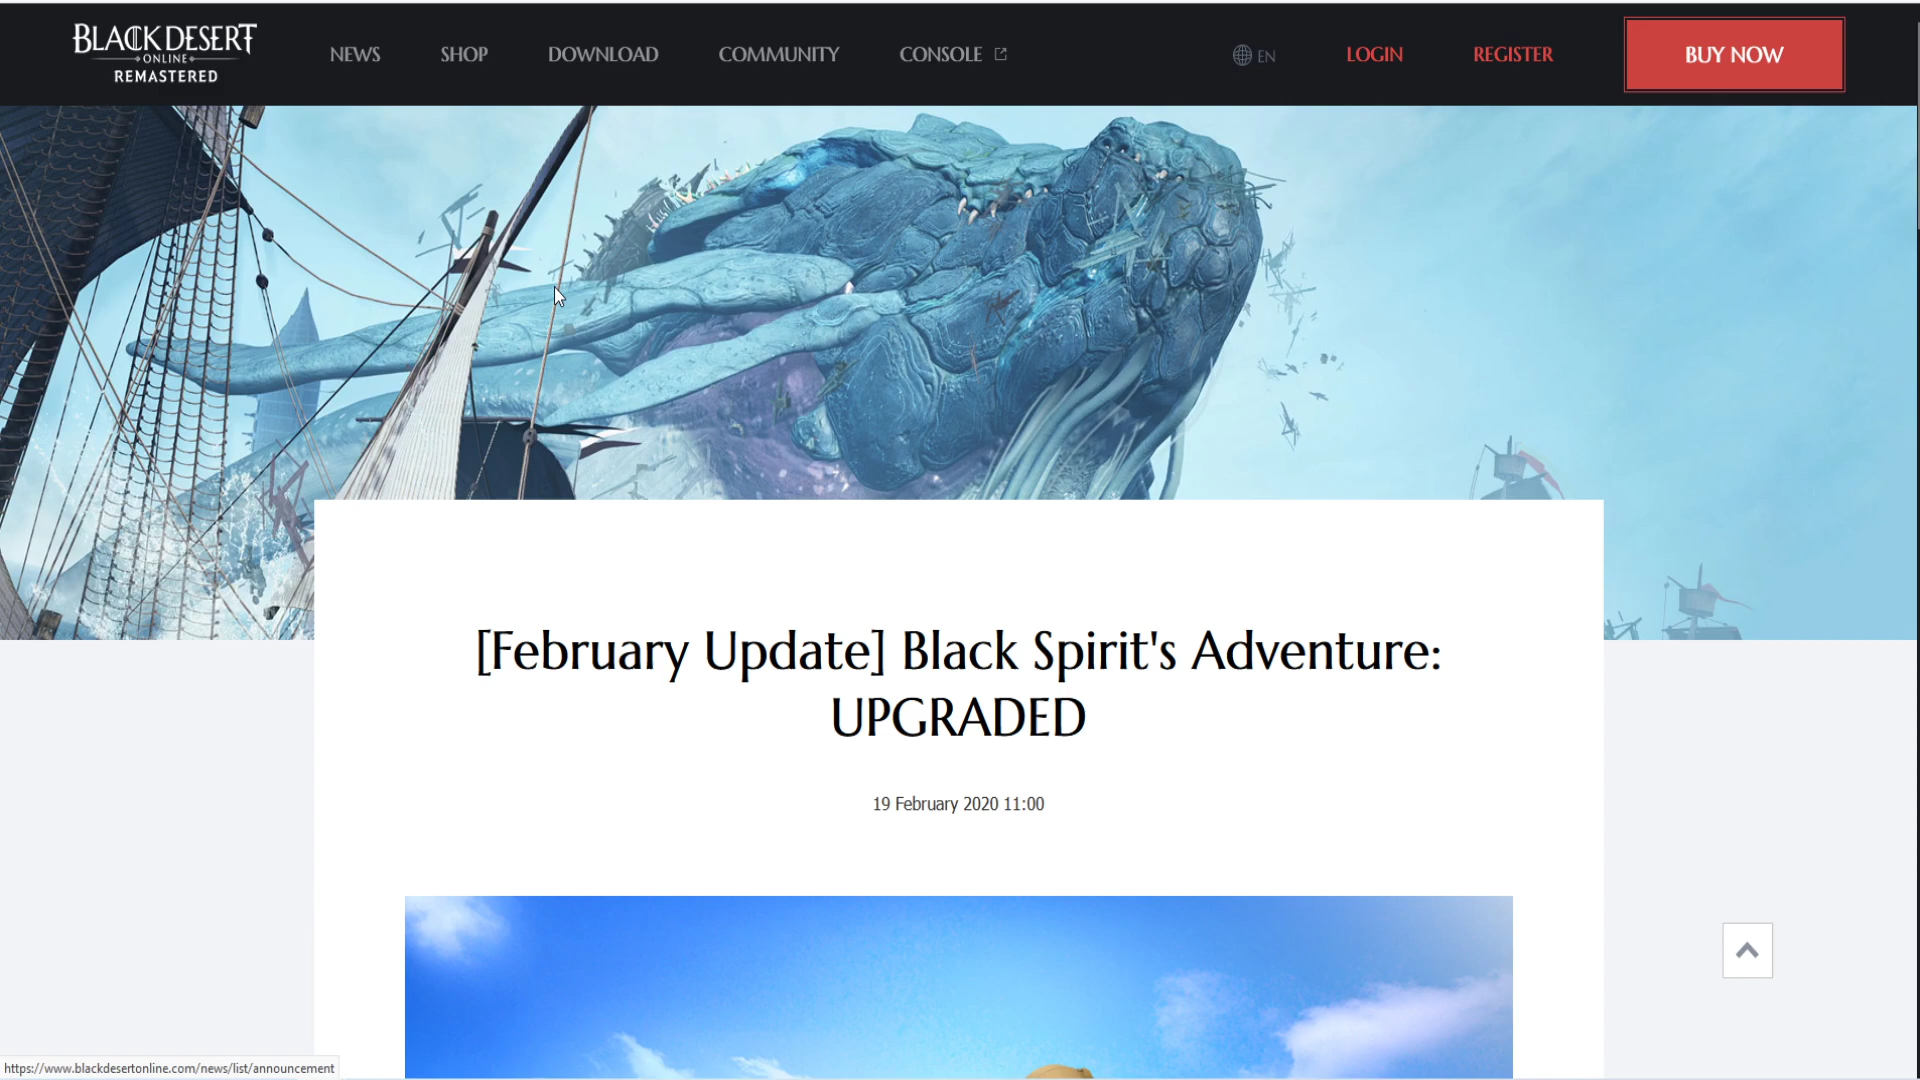 BLACK DESERT
ONLINE
REMASTERED
NEWS
SHOP
DOWNLOAD
COMMUNITY
CONSOLE
EN
LOGIN
REGISTER
BUY NOW
[February Update] Black Spirit's Adventure:
UPGRADED
19 February 2020 11:00
https://www.blackdesertonline.com/news/list/announcement